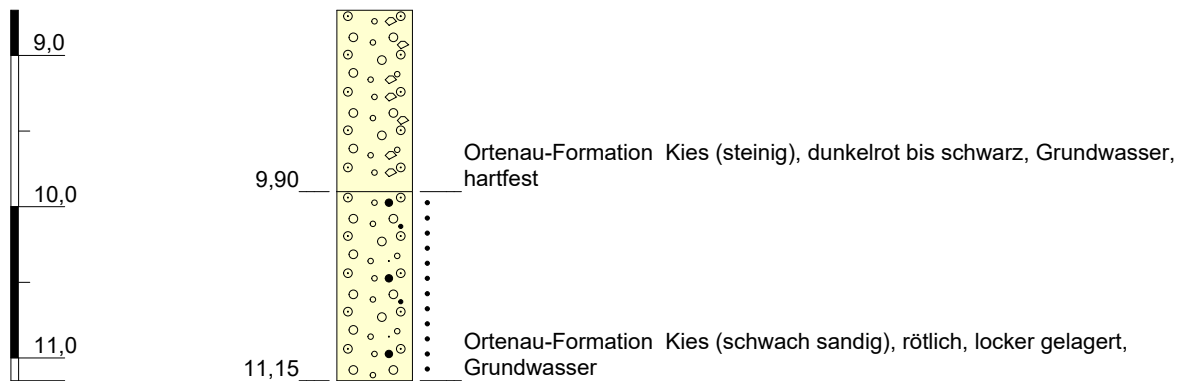 9,0
Ortenau-Formation Kies (steinig), dunkelrot bis schwarz, Grundwasser,
hartfest
9,90
10,0
Ortenau-Formation Kies (schwach sandig), rötlich, locker gelagert,
Grundwasser
11,0
11,15